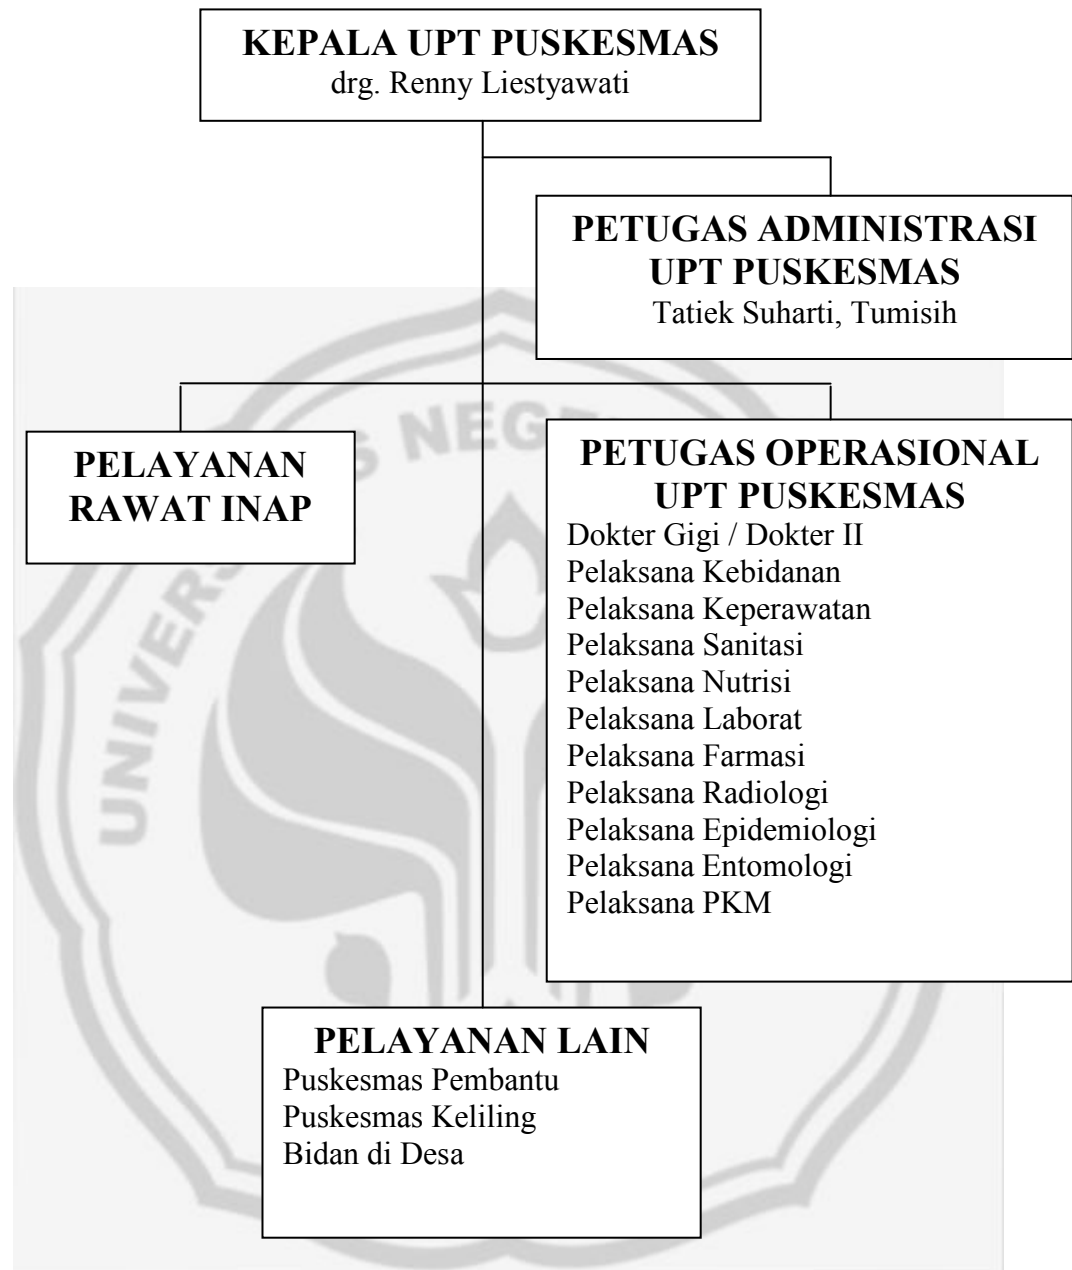 KEPALA UPT PUSKESMAS
drg. Renny Liestyawati
PETUGAS ADMINISTRASI
UPT PUSKESMAS
Tatiek Suharti, Tumisih
PELAYANAN
RAWAT INAP
PETUGAS OPERASIONAL
UPT PUSKESMAS
Dokter Gigi / Dokter II
Pelaksana Kebidanan
Pelaksana Keperawatan
Pelaksana Sanitasi
Pelaksana Nutrisi
Pelaksana Laborat
Pelaksana Farmasi
Pelaksana Radiologi
Pelaksana Epidemiologi
Pelaksana Entomologi
Pelaksana PKM
PELAYANAN LAIN
Puskesmas Pembantu
Puskesmas Keliling
Bidan di Desa